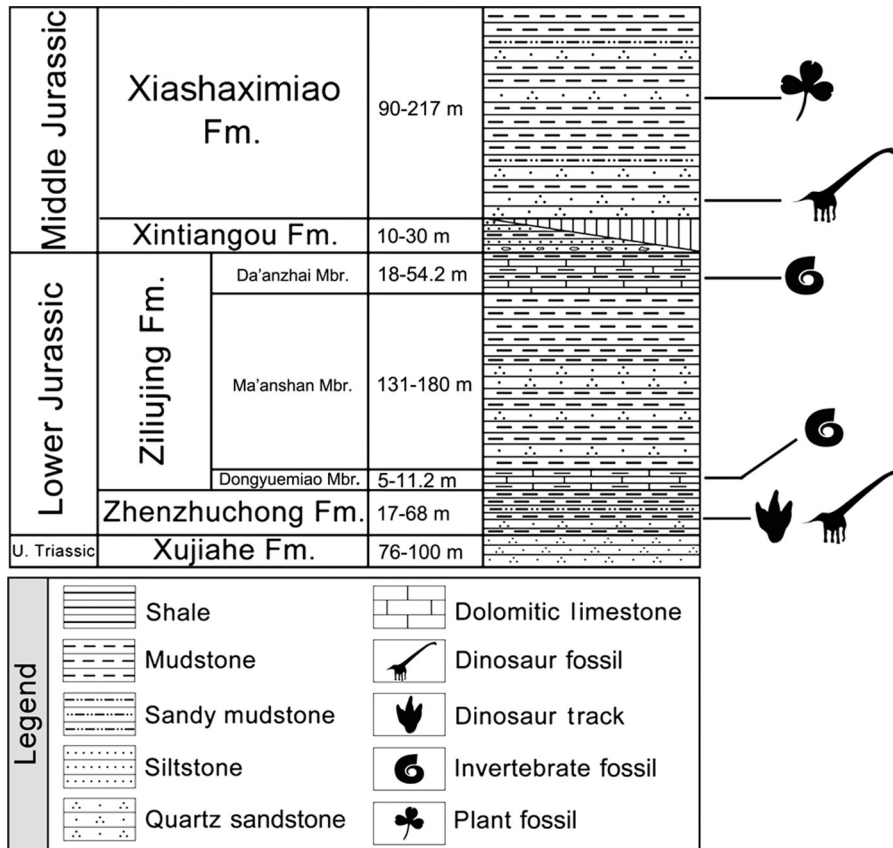 Middle Jurassic
Xiashaximiao
Fm.
90-217 m
Xintiangou Fm.
10-30 m
Lower Jurassic
Ziliujing Fm.
Da'anzhai Mbr.
18-54.2 m
Ma'anshan Mbr.
131-180 m
Dongyuemiao Mbr.
5-11.2 m
Zhenzhuchong Fm.
17-68 m
U. Triassic
Xujiahe Fm.
76-100 m
Legend
Shale
Mudstone
Sandy mudstone
Siltstone
Quartz sandstone
Dolomitic limestone
Dinosaur fossil
Dinosaur track
Invertebrate fossil
Plant fossil